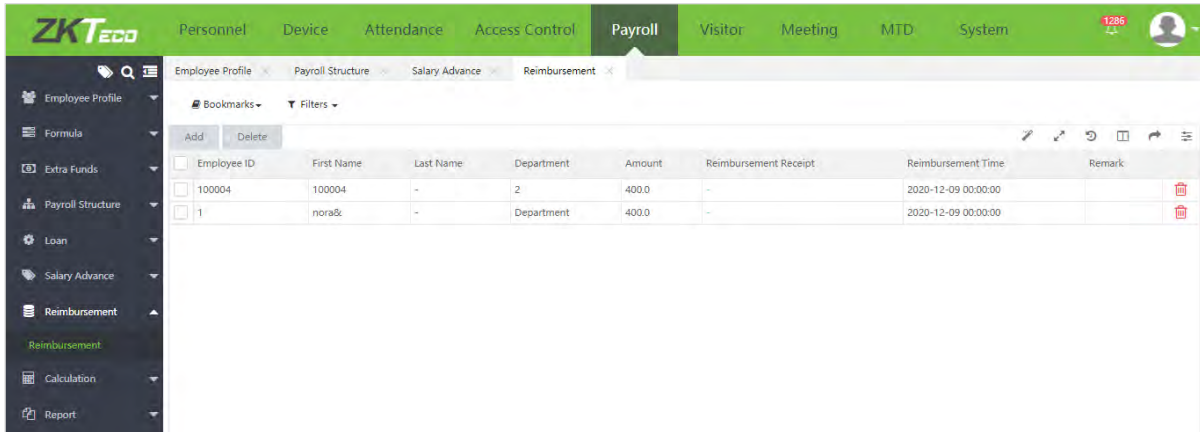 ZKTeco Personnel Device Attendance Access Control Payroll Visitor Meeting MTD System 1286
Employee Profile × Payroll Structure × Salary Advance × Reimbursement ×
Bookmarks Filters
Add Delete
Employee ID First Name Last Name Department Amount Reimbursement Receipt Reimbursement Time Remark
100004 100004 - 2 400.0 - 2020-12-09 00:00:00
1 nora& - Department 400.0 - 2020-12-09 00:00:00
Employee Profile
Formula
Extra Funds
Payroll Structure
Loan
Salary Advance
Reimbursement
Reimbursement
Calculation
Report